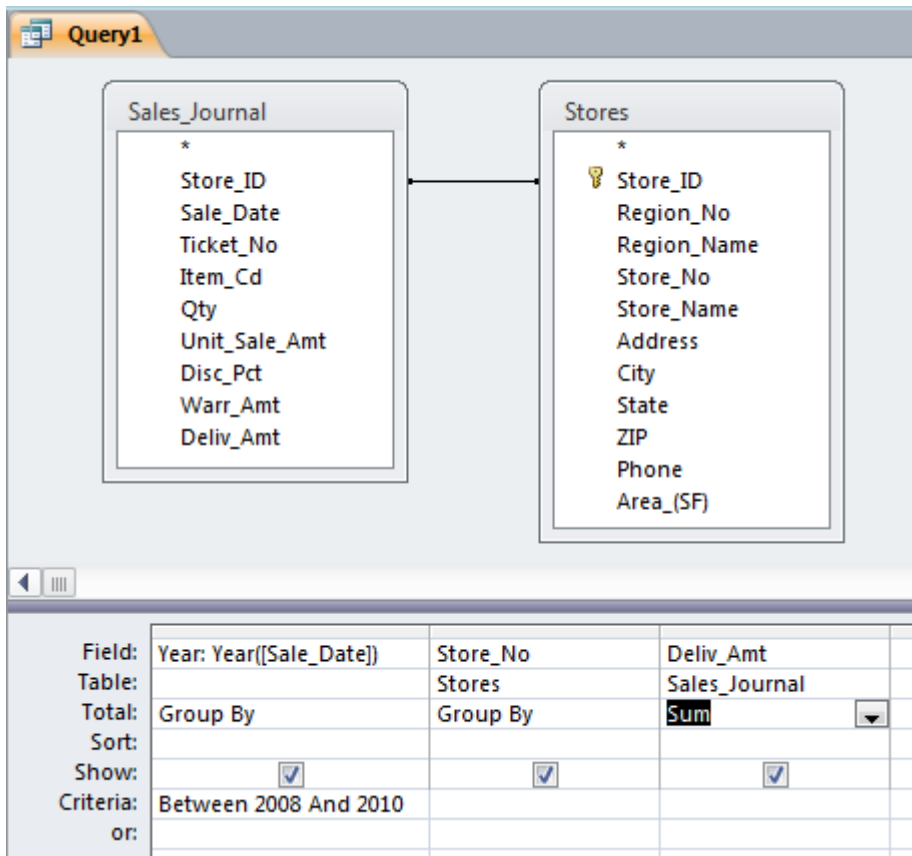 Query1
Sales_Journal
*
Store_ID
Sale_Date
Ticket_No
Item_Cd
Qty
Unit_Sale_Amt
Disc_Pct
Warr_Amt
Deliv_Amt
Stores
*
Store_ID
Region_No
Region_Name
Store_No
Store_Name
Address
City
State
ZIP
Phone
Area_(SF)
Field: Year: Year([Sale_Date]) Store_No Deliv_Amt
Table: Stores Sales_Journal
Total: Group By Group By Sum
Sort:
Show:
Criteria: Between 2008 And 2010
or: